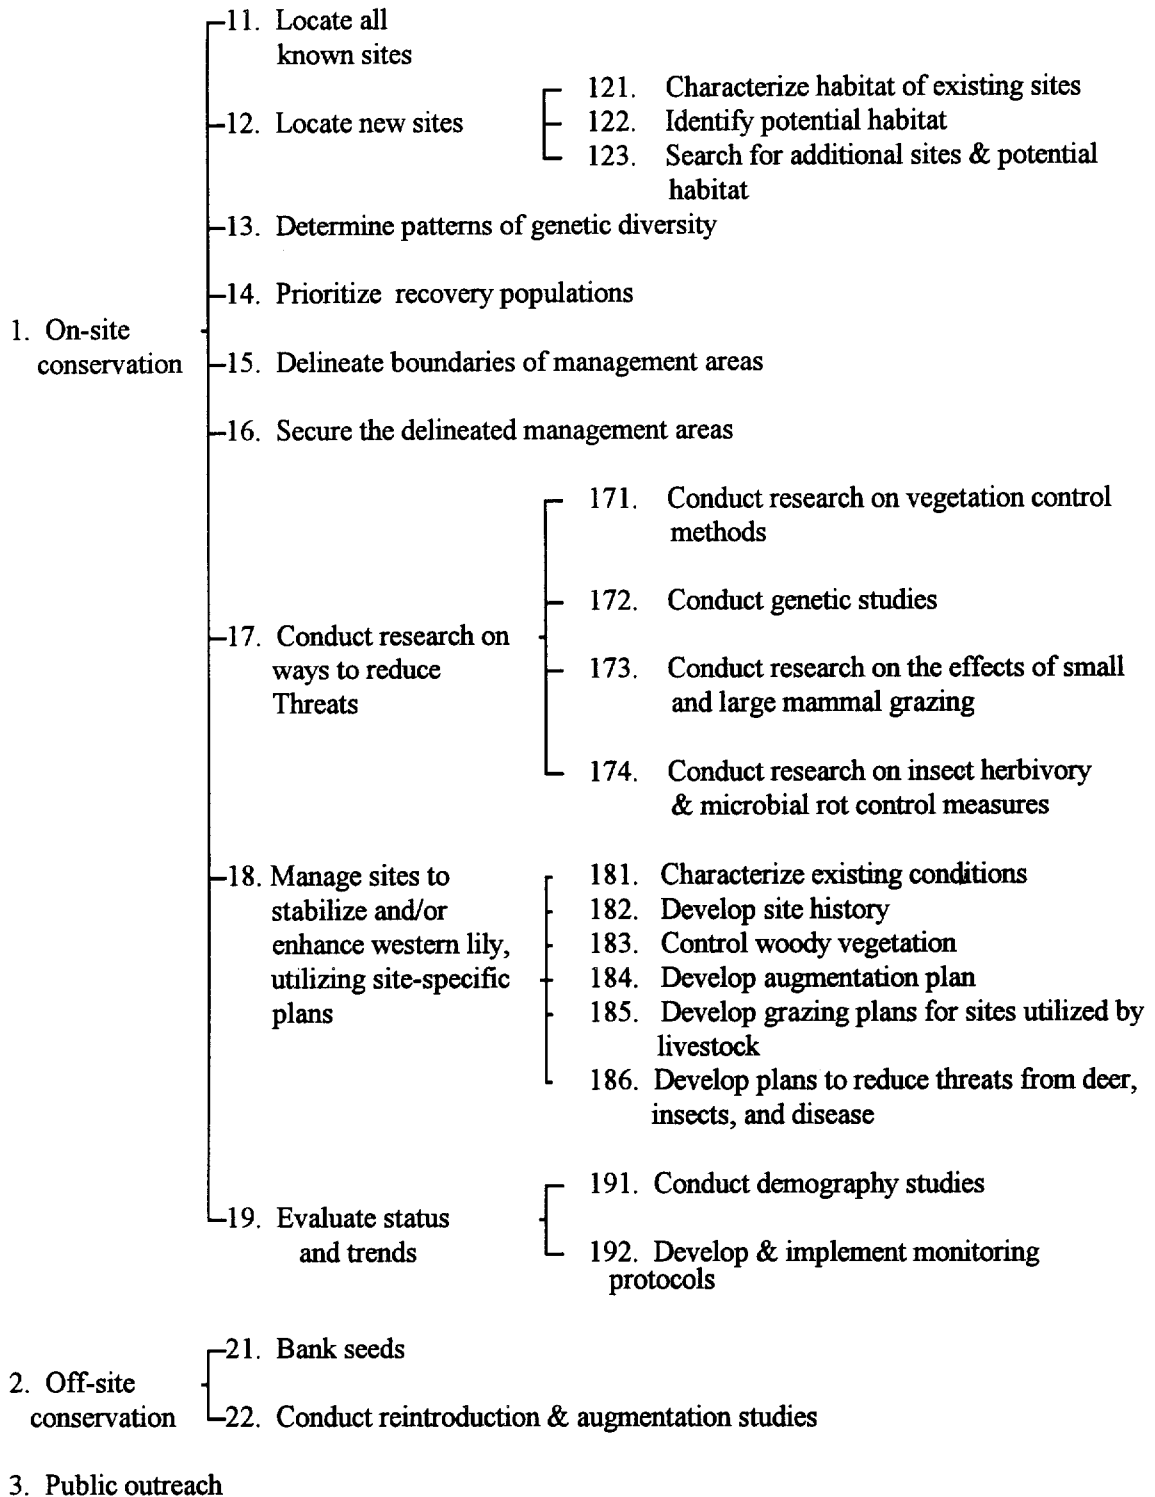 11. Locate all
known sites
12. Locate new sites
121. Characterize habitat of existing sites
122. Identify potential habitat
123. Search for additional sites & potential
habitat
13. Determine patterns of genetic diversity
14. Prioritize recovery populations
1. On-site
conservation
15. Delineate boundaries of management areas
16. Secure the delineated management areas
17. Conduct research on
ways to reduce
Threats
171. Conduct research on vegetation control
methods
172. Conduct genetic studies
173. Conduct research on the effects of small
and large mammal grazing
174. Conduct research on insect herbivory
& microbial rot control measures
18. Manage sites to
stabilize and/or
enhance western lily,
utilizing site-specific
plans
181. Characterize existing conditions
182. Develop site history
183. Control woody vegetation
184. Develop augmentation plan
185. Develop grazing plans for sites utilized by
livestock
186. Develop plans to reduce threats from deer,
insects, and disease
19. Evaluate status
and trends
191. Conduct demography studies
192. Develop & implement monitoring
protocols
2. Off-site
conservation
21. Bank seeds
22. Conduct reintroduction & augmentation studies
3. Public outreach